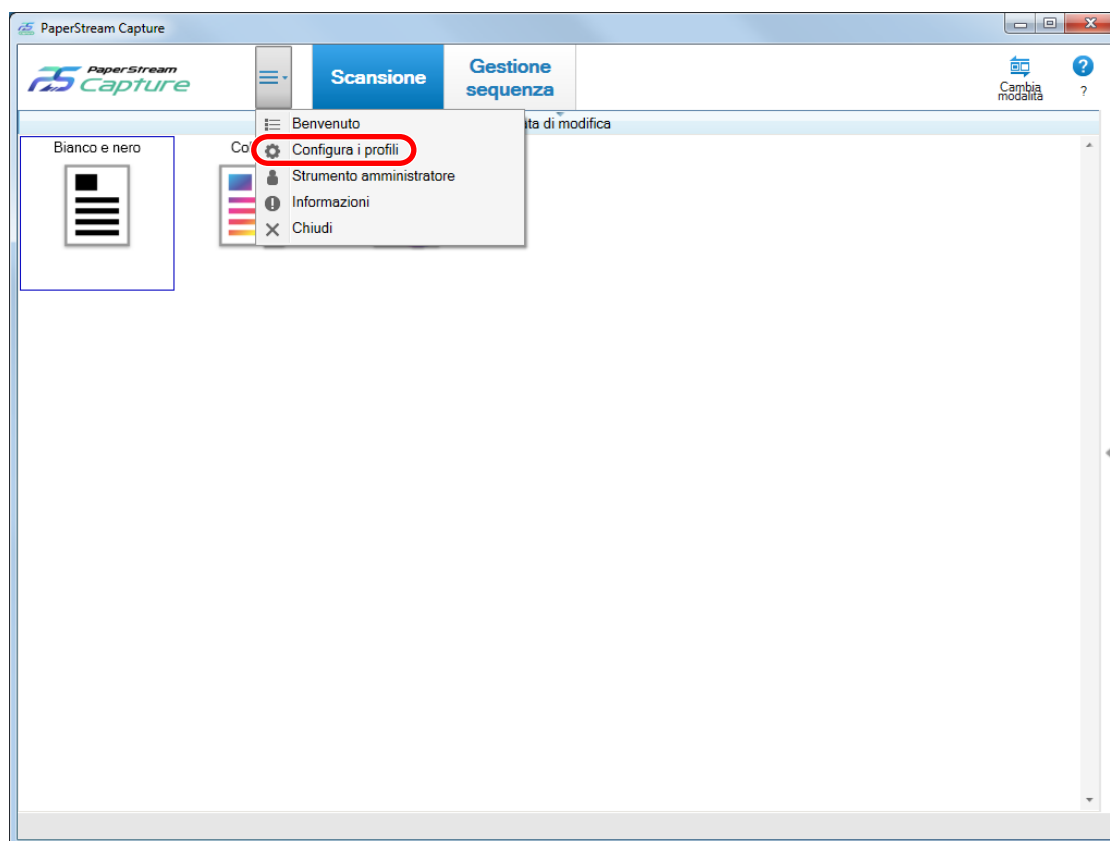 PaperStream Capture
PaperStream
Capture
Scansione
Gestione
sequenza
Cambia
modalità
?
?
Benvenuto
di modifica
Bianco e nero
Configura i profili
Strumento amministratore
Informazioni
Chiudi